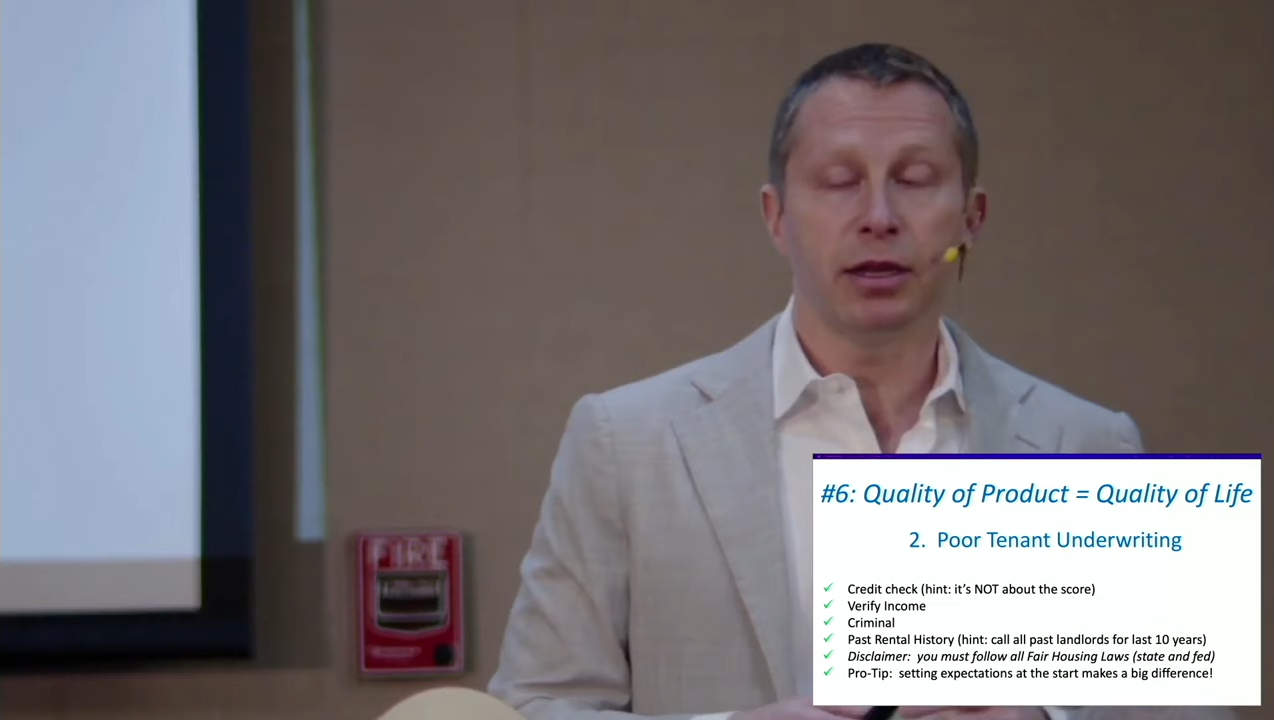 FIRE
#6: Quality of Product = Quality of Life
2. Poor Tenant Underwriting
✓ Credit check (hint: it's NOT about the score)
✓ Verify Income
✓ Criminal
✓ Past Rental History (hint: call all past landlords for last 10 years)
✓ Disclaimer: you must follow all Fair Housing Laws (state and fed)
✓ Pro-Tip: setting expectations at the start makes a big difference!